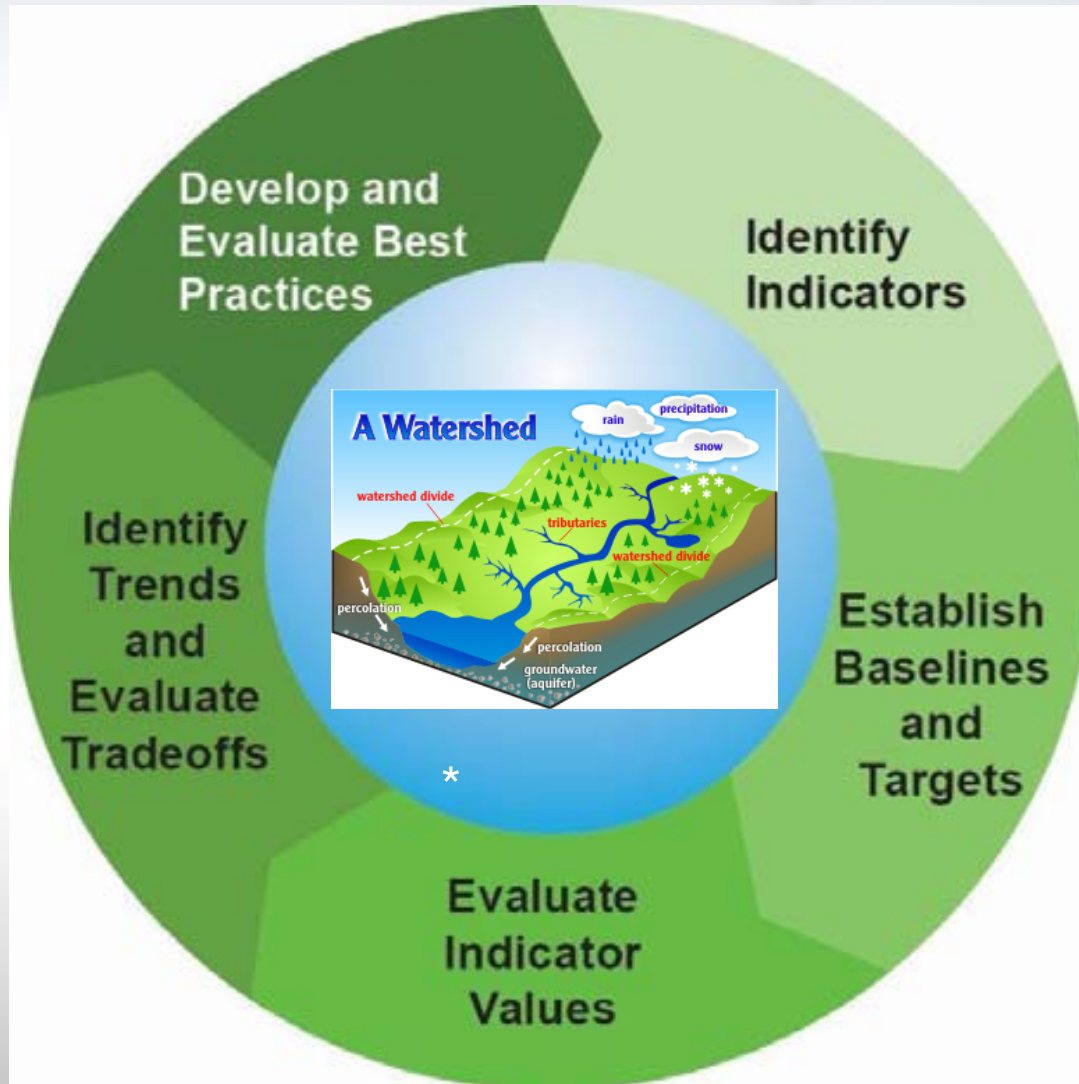 Develop and
Evaluate Best
Practices
Identify
Indicators
Establish
Baselines
and
Targets
Evaluate
Indicator
Values
Identify
Trends
and
Evaluate
Tradeoffs
A Watershed
rain
precipitation
snow
watershed divide
tributaries
watershed divide
percolation
percolation
groundwater
(aquifer)
*